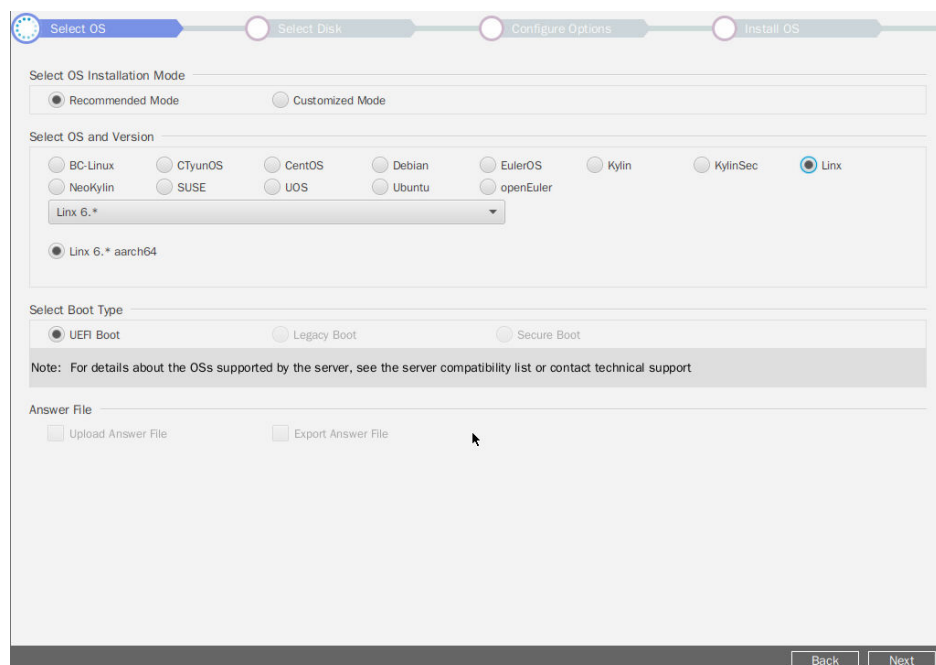 Select OS Select Disk Configure Options Install OS
Select OS Installation Mode
Recommended Mode Customized Mode
Select OS and Version
BC-Linux CTyunOS CentOS Debian EulerOS Kylin KylinSec Linx
NeoKylin SUSE UOS Ubuntu openEuler
Linx 6.*
Linx 6.* aarch64
Select Boot Type
UEFI Boot Legacy Boot Secure Boot
Note: For details about the OSs supported by the server, see the server compatibility list or contact technical support
Answer File
Upload Answer File Export Answer File
Back Next